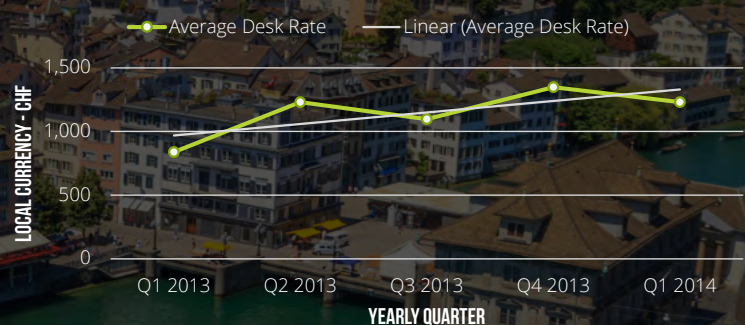 Average Desk Rate Linear (Average Desk Rate)
1,500
1,000
500
0
LOCAL CURRENCY - CHF
Q1 2013 Q2 2013 Q3 2013 Q4 2013 Q1 2014
YEARLY QUARTER